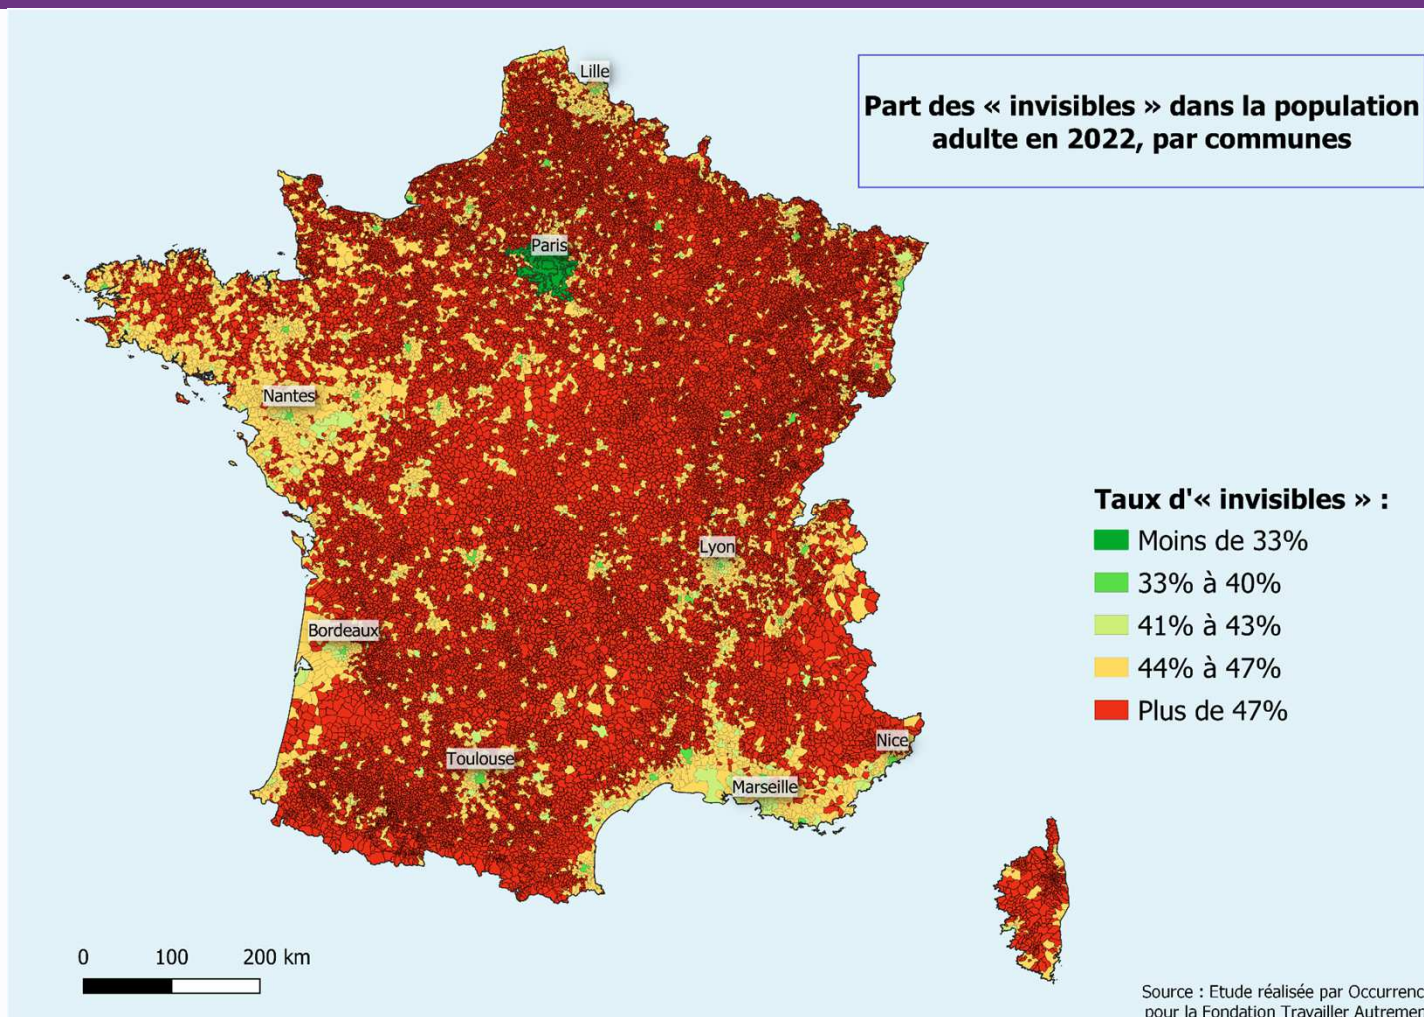 Part des « invisibles » dans la population
adulte en 2022, par communes
Lille
Paris
Nantes
Lyon
Bordeaux
Toulouse
Nice
Marseille
Taux d'« invisibles » :
Moins de 33%
33% à 40%
41% à 43%
44% à 47%
Plus de 47%
0 100 200 km
Source : Etude réalisée par Occurrenc
pour la Fondation Travailler Autremen